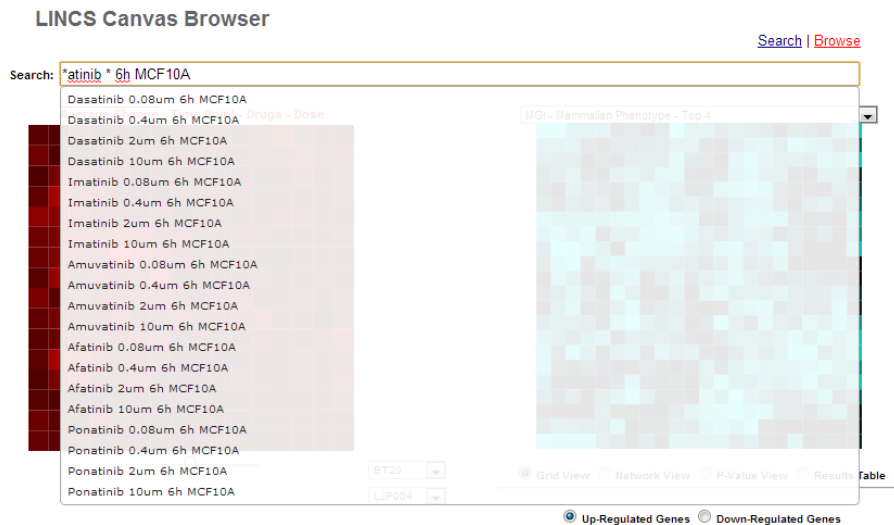 LINCS Canvas Browser
Search | Browse
Search: *atinib * 6h MCF10A
Dasatinib 0.08um 6h MCF10A
Drugs - Dose
MGI - Mammalian Phenotype - Top 4
Dasatinib 0.4um 6h MCF10A
Dasatinib 2um 6h MCF10A
Dasatinib 10um 6h MCF10A
Imatinib 0.08um 6h MCF10A
Imatinib 0.4um 6h MCF10A
Imatinib 2um 6h MCF10A
Imatinib 10um 6h MCF10A
Amuvatinib 0.08um 6h MCF10A
Amuvatinib 0.4um 6h MCF10A
Amuvatinib 2um 6h MCF10A
Amuvatinib 10um 6h MCF10A
Afatinib 0.08um 6h MCF10A
Afatinib 0.4um 6h MCF10A
Afatinib 2um 6h MCF10A
Afatinib 10um 6h MCF10A
Ponatinib 0.08um 6h MCF10A
Ponatinib 0.4um 6h MCF10A
Ponatinib 2um 6h MCF10A
Ponatinib 10um 6h MCF10A
BT20
LJP004
Grid View Network View P-Value View Results Table
Up-Regulated Genes Down-Regulated Genes